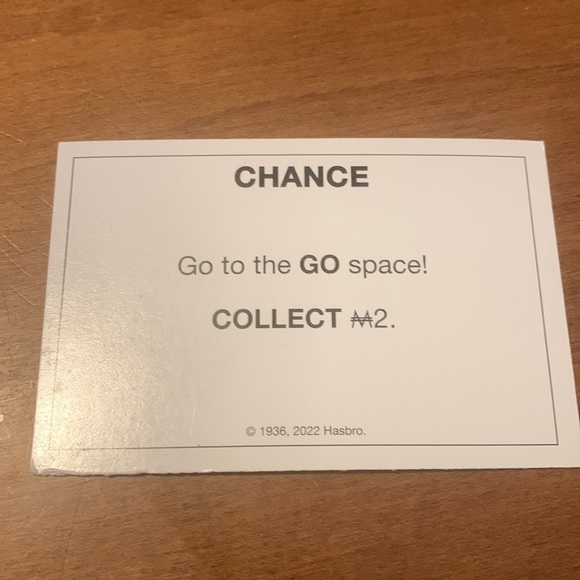 CHANCE
Go to the GO space!
COLLECT ₩2.
© 1936, 2022 Hasbro.